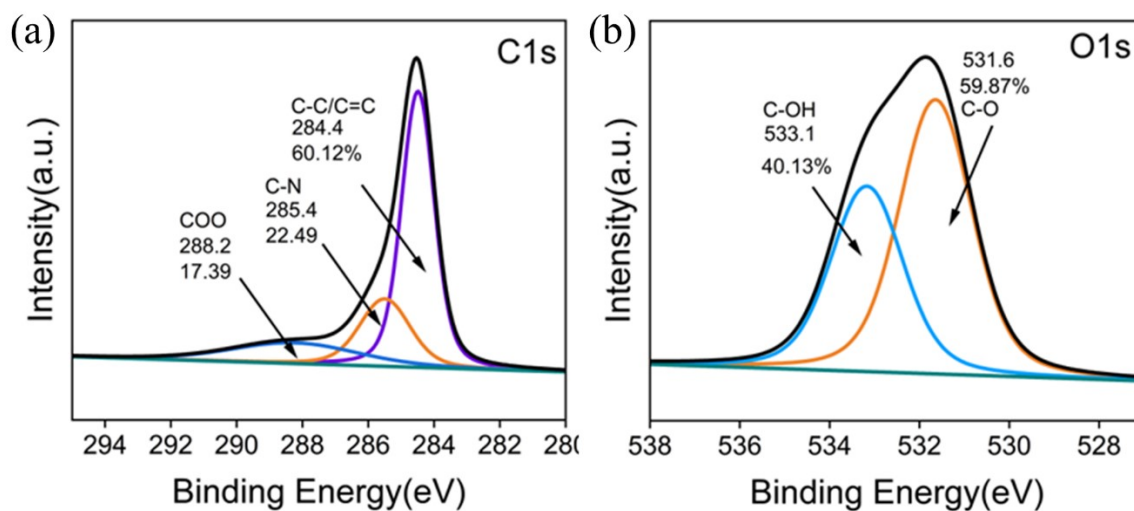 (a)
C1s
C-C/C=C
284.4
60.12%
C-N
285.4
22.49
COO
288.2
17.39
Intensity(a.u.)
294 292 290 288 286 284 282 280
Binding Energy(eV)
(b)
O1s
531.6
59.87%
C-O
C-OH
533.1
40.13%
Intensity(a.u.)
538 536 534 532 530 528
Binding Energy(eV)